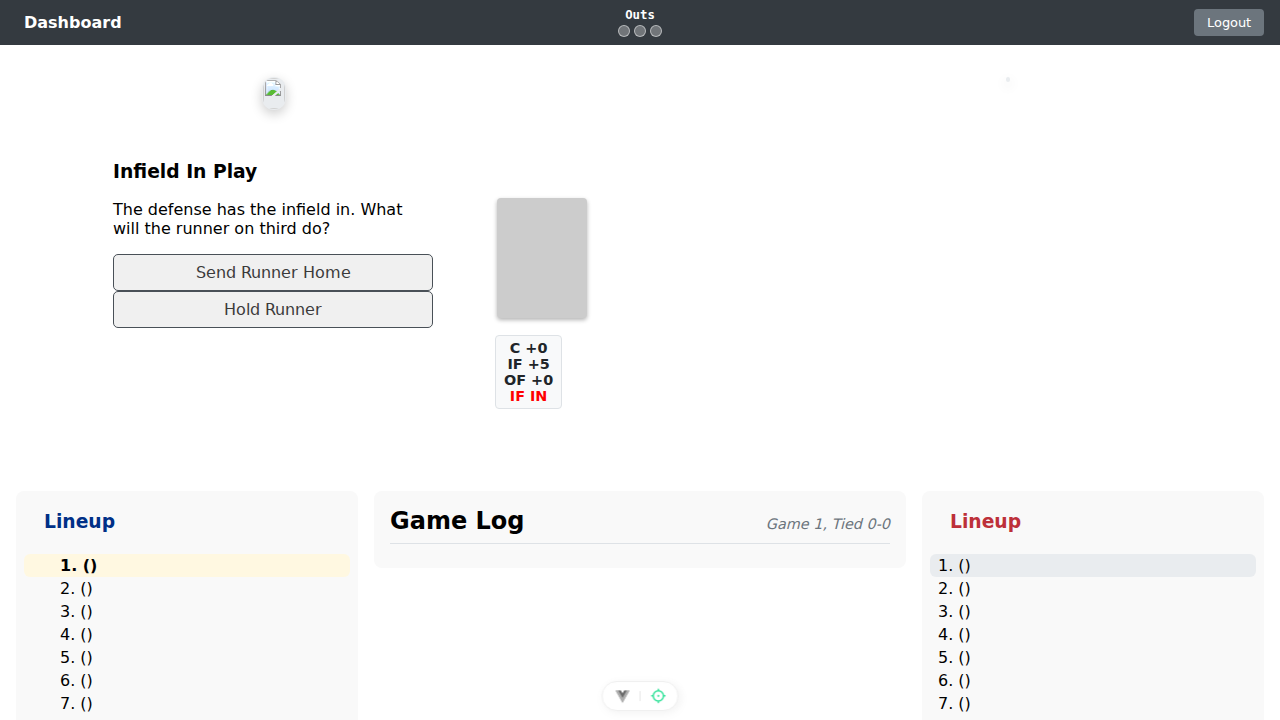 Dashboard
Outs
Logout
Infield In Play
The defense has the infield in. What
will the runner on third do?
Send Runner Home
Hold Runner
C +0
IF +5
OF +0
IF IN
Lineup
1. ()
2. ()
3. ()
4. ()
5. ()
6. ()
7. ()
Game Log
Game 1, Tied 0-0
Lineup
1. ()
2. ()
3. ()
4. ()
5. ()
6. ()
7. ()